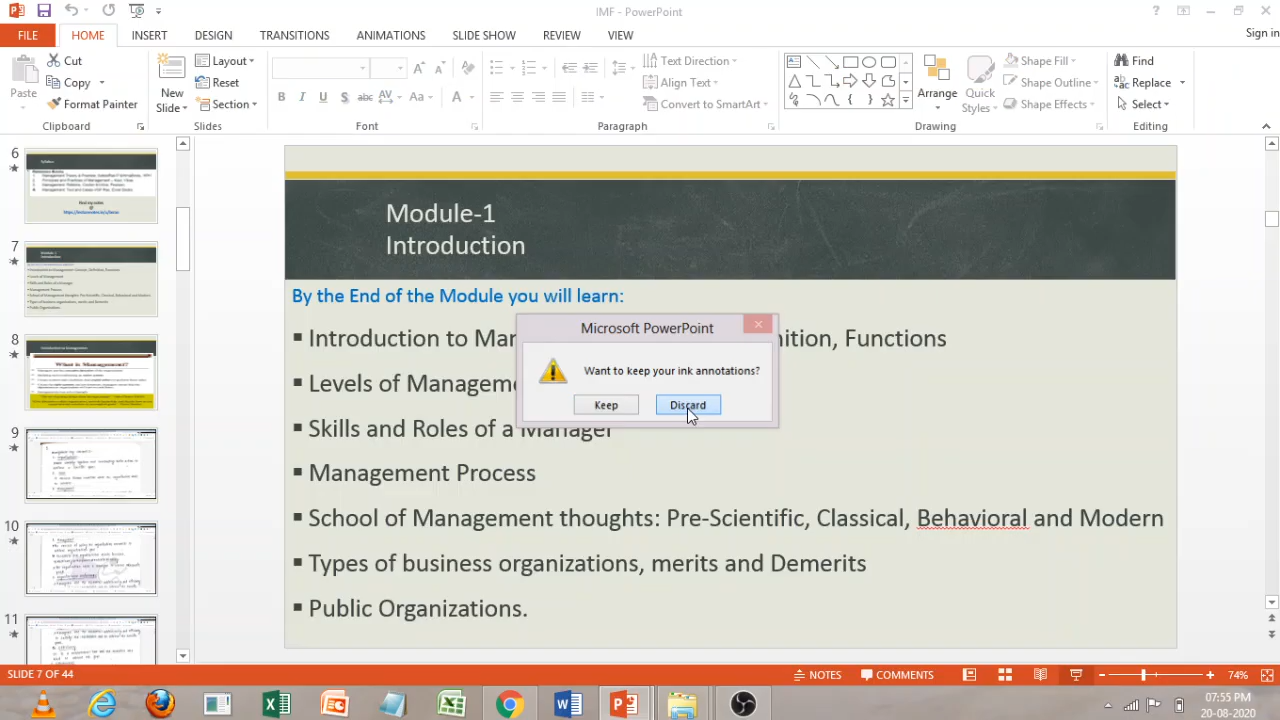 IMF - PowerPoint
Sign in
FILE
HOME
INSERT
DESIGN
TRANSITIONS
ANIMATIONS
SLIDE SHOW
REVIEW
VIEW
Paste
Cut
Copy
Format Painter
Clipboard
New Slide
Layout
Reset
Section
Slides
Font
Text Direction
Align Text
Convert to SmartArt
Paragraph
Arrange
Quick Styles
Shape Fill
Shape Outline
Shape Effects
Drawing
Find
Replace
Select
Editing
6
7
8
What is Management?
9
10
11
Module-1
Introduction
By the End of the Module you will learn:
Introduction to
Levels of
Skills and Roles of a Manager
Management Process
School of Management thoughts: Pre-Scientific, Classical, Behavioral and Modern
Types of business organizations, merits and Demerits
Public Organizations.
Functions
Microsoft PowerPoint
Want to keep your ink annotations?
Keep
Discard
SLIDE 7 OF 44
NOTES
COMMENTS
74%
07:55 PM
20-08-2020